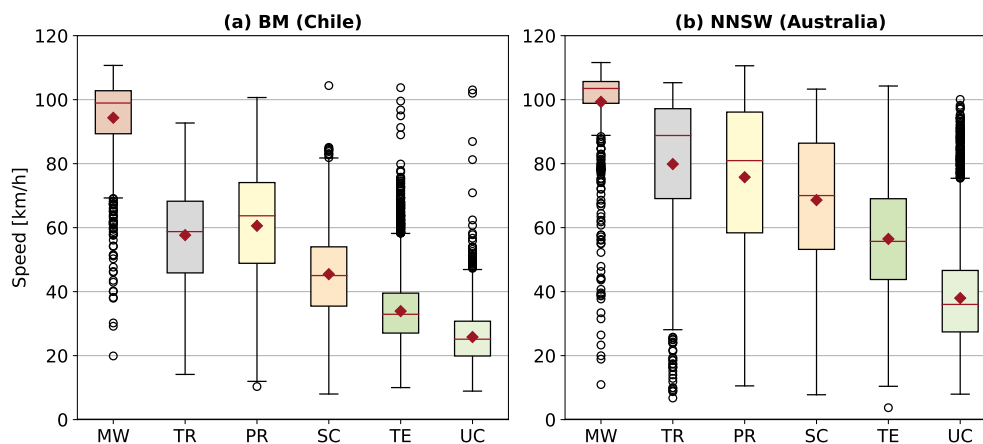 (a) BM (Chile)
(b) NNSW (Australia)
Speed [km/h]
120
100
80
60
40
20
0
MW TR PR SC TE UC
120
100
80
60
40
20
0
MW TR PR SC TE UC